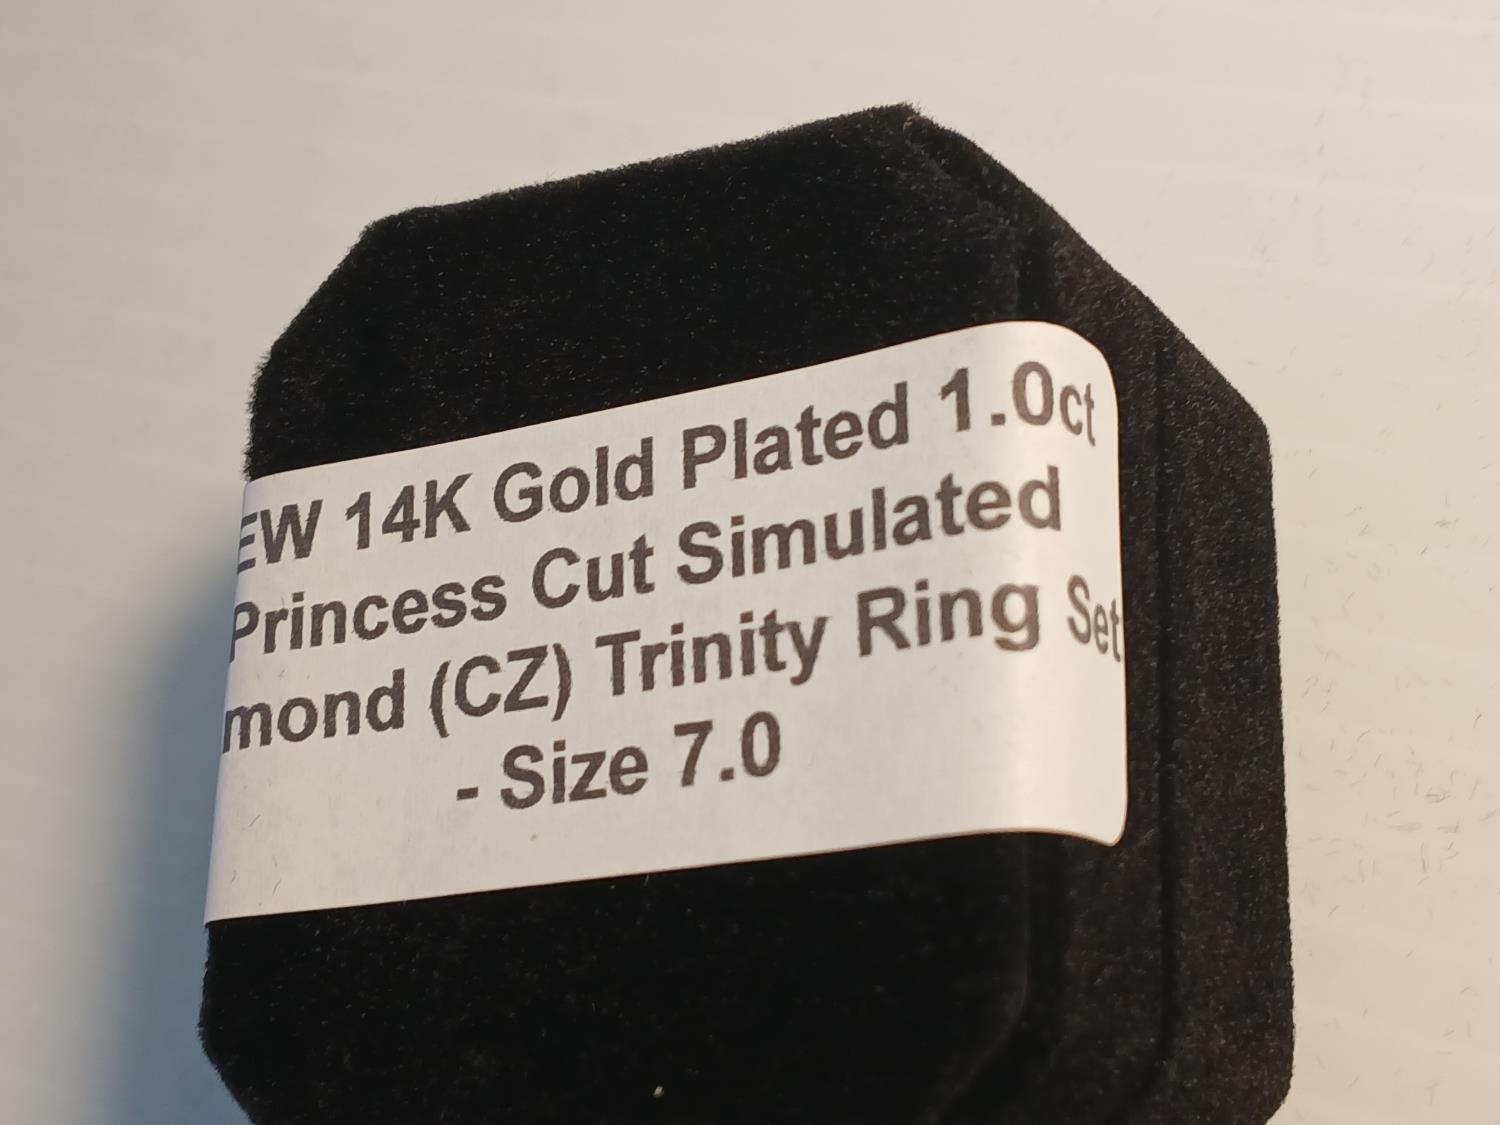 EW 14K Gold Plated 1.0ct
Princess Cut Simulated
mond (CZ) Trinity Ring Set
- Size 7.0